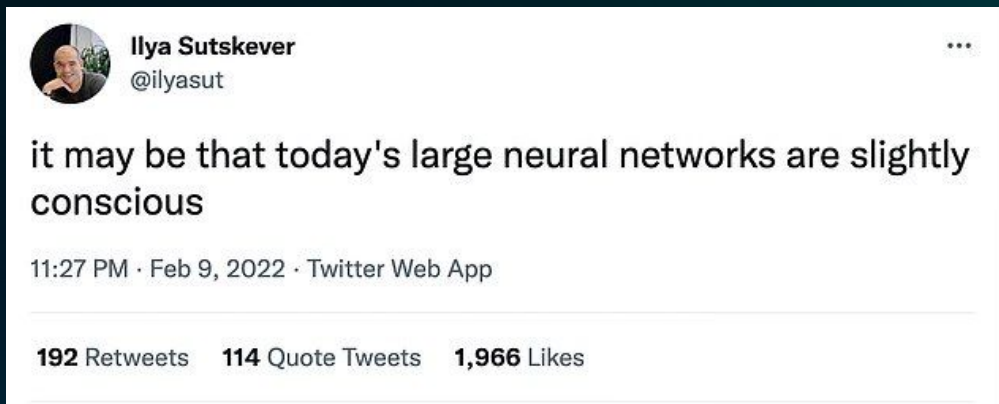 Ilya Sutskever
@ilyasut
it may be that today's large neural networks are slightly
conscious
11:27 PM · Feb 9, 2022 · Twitter Web App
192 Retweets 114 Quote Tweets 1,966 Likes